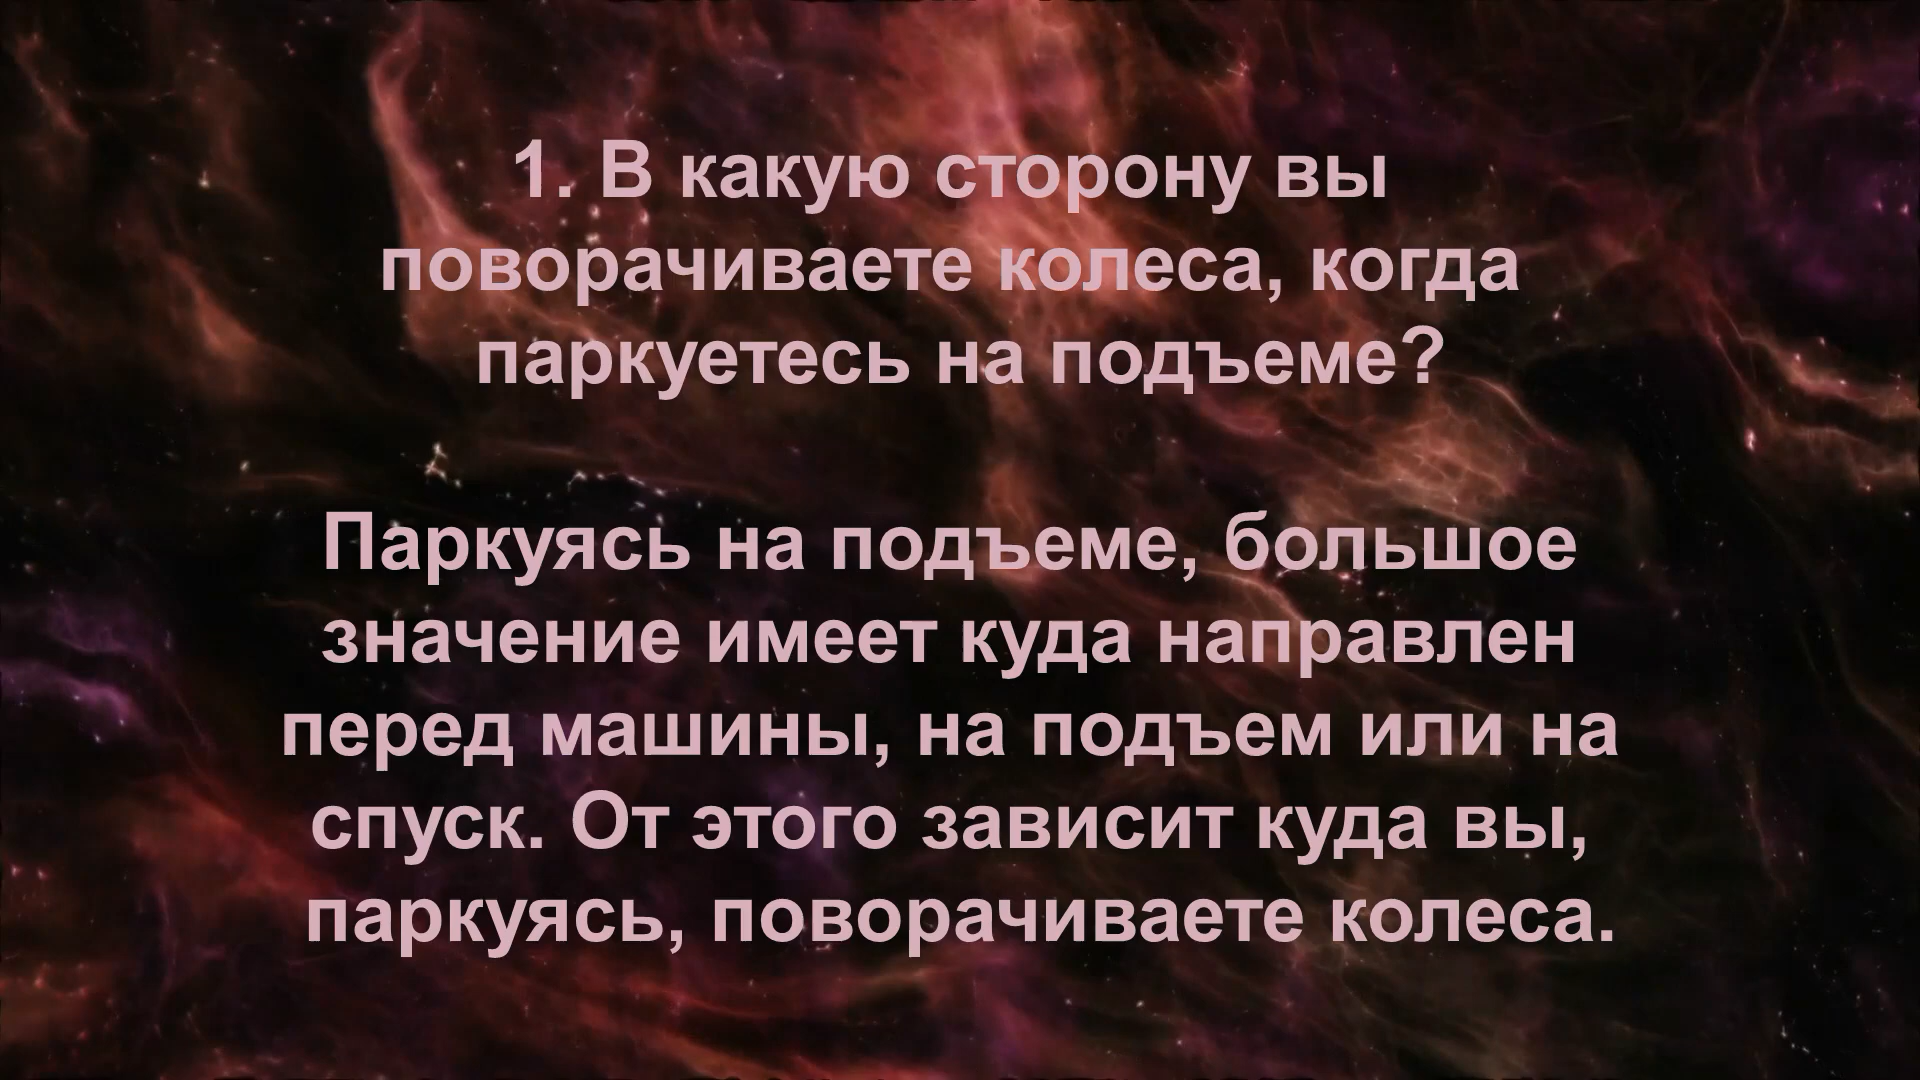 1. В какую сторону вы
поворачиваете колеса, когда
паркуетесь на подъеме?
Паркуясь на подъеме, большое
значение имеет куда направлен
перед машины, на подъем или на
спуск. От этого зависит куда вы,
паркуясь, поворачиваете колеса.